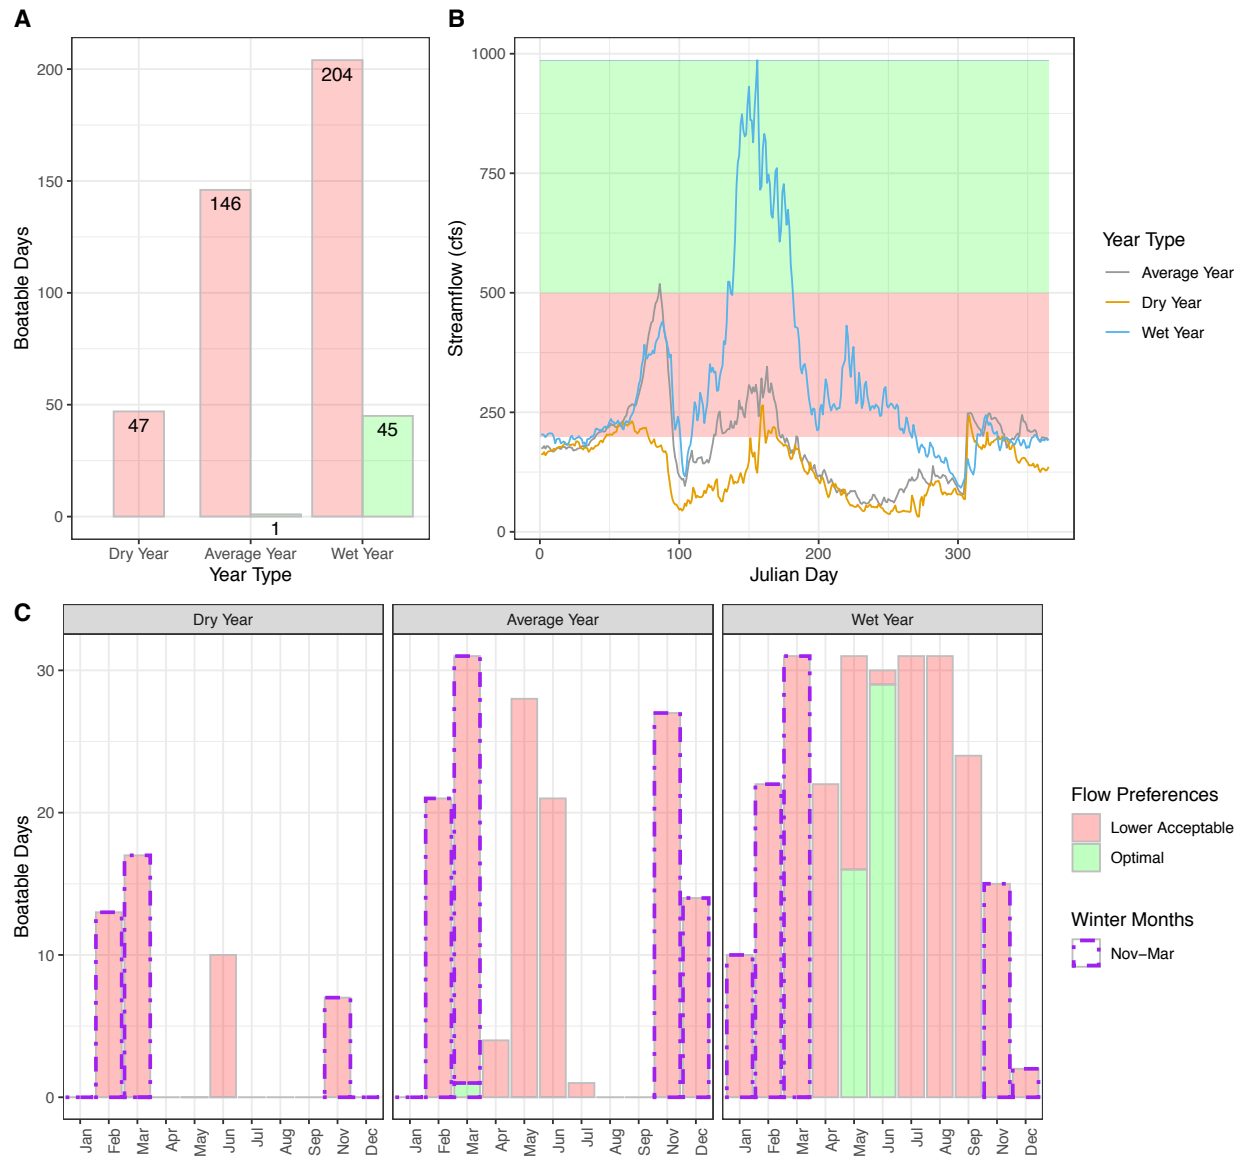 A
Boatable Days
200
150
100
50
0
204
146
47
45
1
Dry Year
Average Year
Wet Year
Year Type
B
Streamflow (cfs)
1000
750
500
250
0
0
100
200
300
Julian Day
Year Type
Average Year
Dry Year
Wet Year
C
Dry Year
Average Year
Wet Year
Boatable Days
30
20
10
0
Jan
Feb
Mar
Apr
May
Jun
Jul
Aug
Sep
Nov
Dec
Jan
Feb
Mar
Apr
May
Jun
Jul
Aug
Sep
Nov
Dec
Jan
Feb
Mar
Apr
May
Jun
Jul
Aug
Sep
Nov
Dec
Flow Preferences
Lower Acceptable
Optimal
Winter Months
Nov−Mar